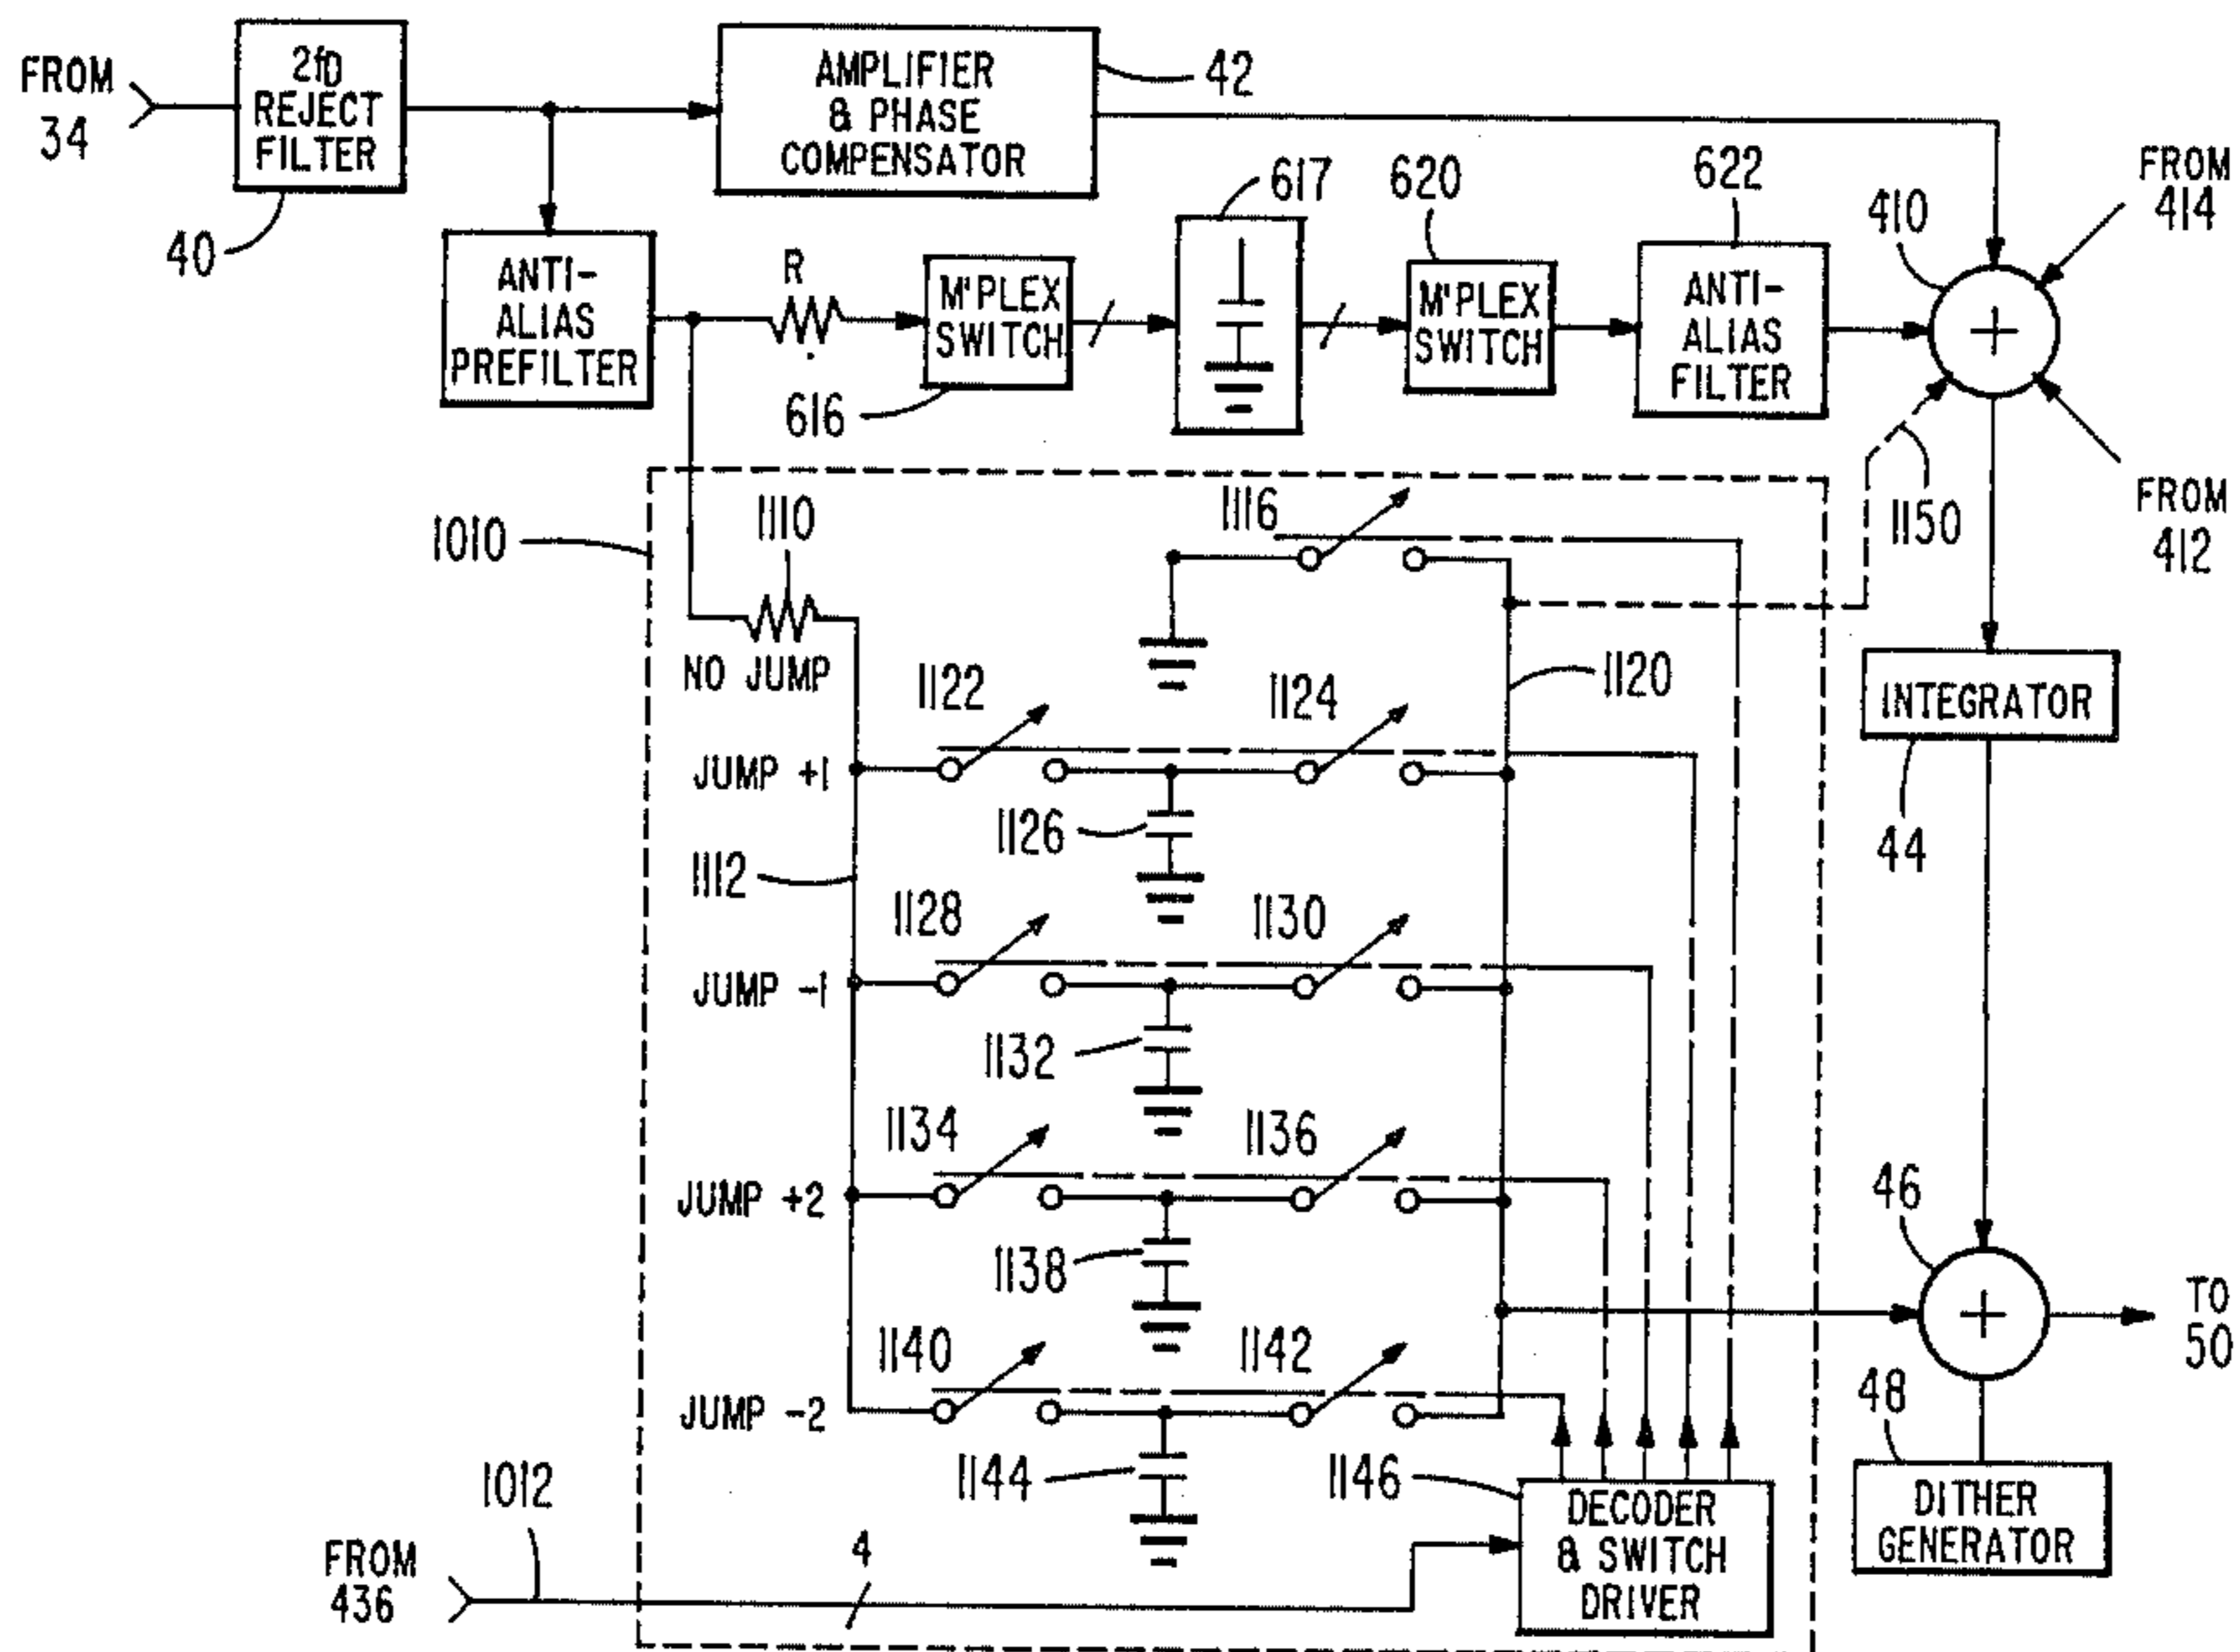 FROM
34
2fD
REJECT
FILTER
40
AMPLIFIER
& PHASE
COMPENSATOR
42
ANTI-
ALIAS
PREFILTER
R
M'PLEX
SWITCH
616
617
620
M'PLEX
SWITCH
622
ANTI-
ALIAS
FILTER
410
+
FROM
414
FROM
412
1150
1010
1110
NO JUMP
1116
1120
INTEGRATOR
44
JUMP +1
1122
1124
1126
1112
JUMP -1
1128
1130
1132
JUMP +2
1134
1136
1138
JUMP -2
1140
1142
1144
46
+
TO
50
48
DITHER
GENERATOR
1146
DECODER
& SWITCH
DRIVER
1012
FROM
436
4